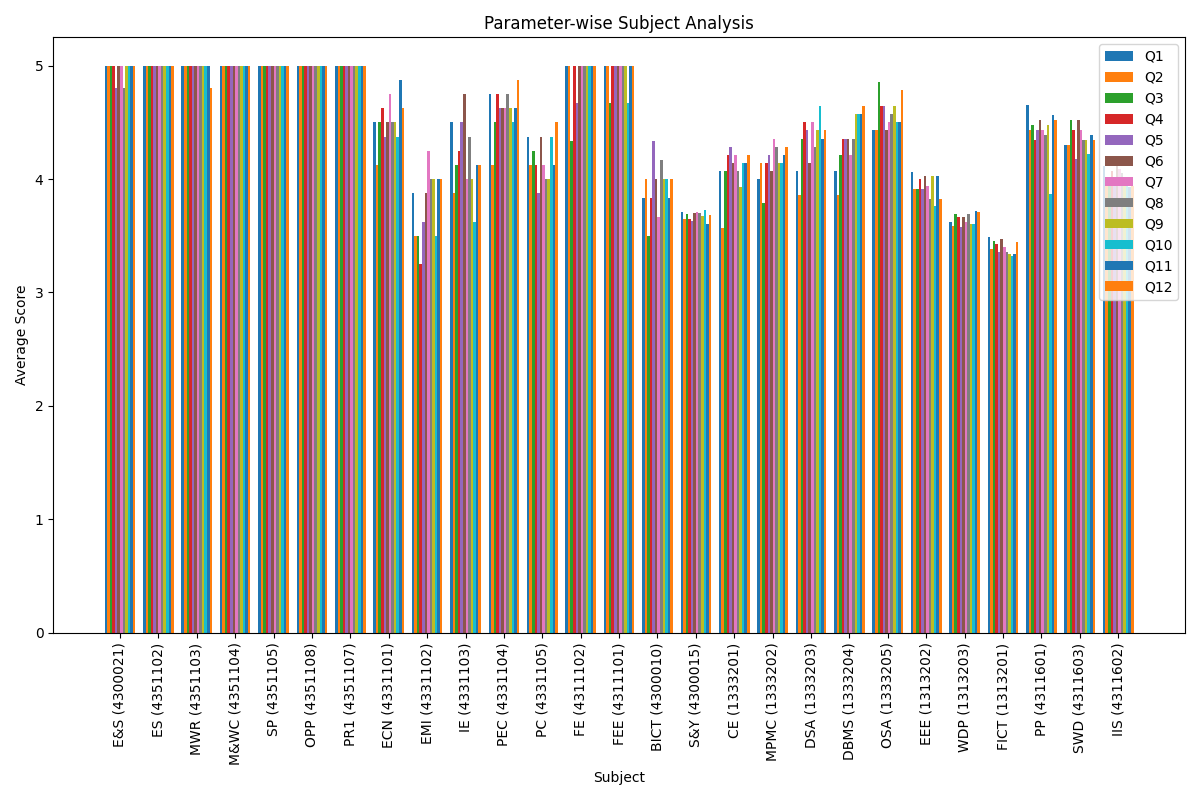 Parameter-wise Subject Analysis
Q1
Q2
Q3
Q4
Q5
Q6
Q7
Q8
Q9
Q10
Q11
Q12
5
4
3
2
1
0
Average Score
E&S (4300021)
ES (4351102)
MWR (4351103)
M&WC (4351104)
SP (4351105)
OPP (4351108)
PR1 (4351107)
ECN (4331101)
EMI (4331102)
IE (4331103)
PEC (4331104)
PC (4331105)
FE (4311102)
FEE (4311101)
BICT (4300010)
S&Y (4300015)
CE (1333201)
MPMC (1333202)
DSA (1333203)
DBMS (1333204)
OSA (1333205)
EEE (1313202)
WDP (1313203)
FICT (1313201)
PP (4311601)
SWD (4311603)
IIS (4311602)
Subject